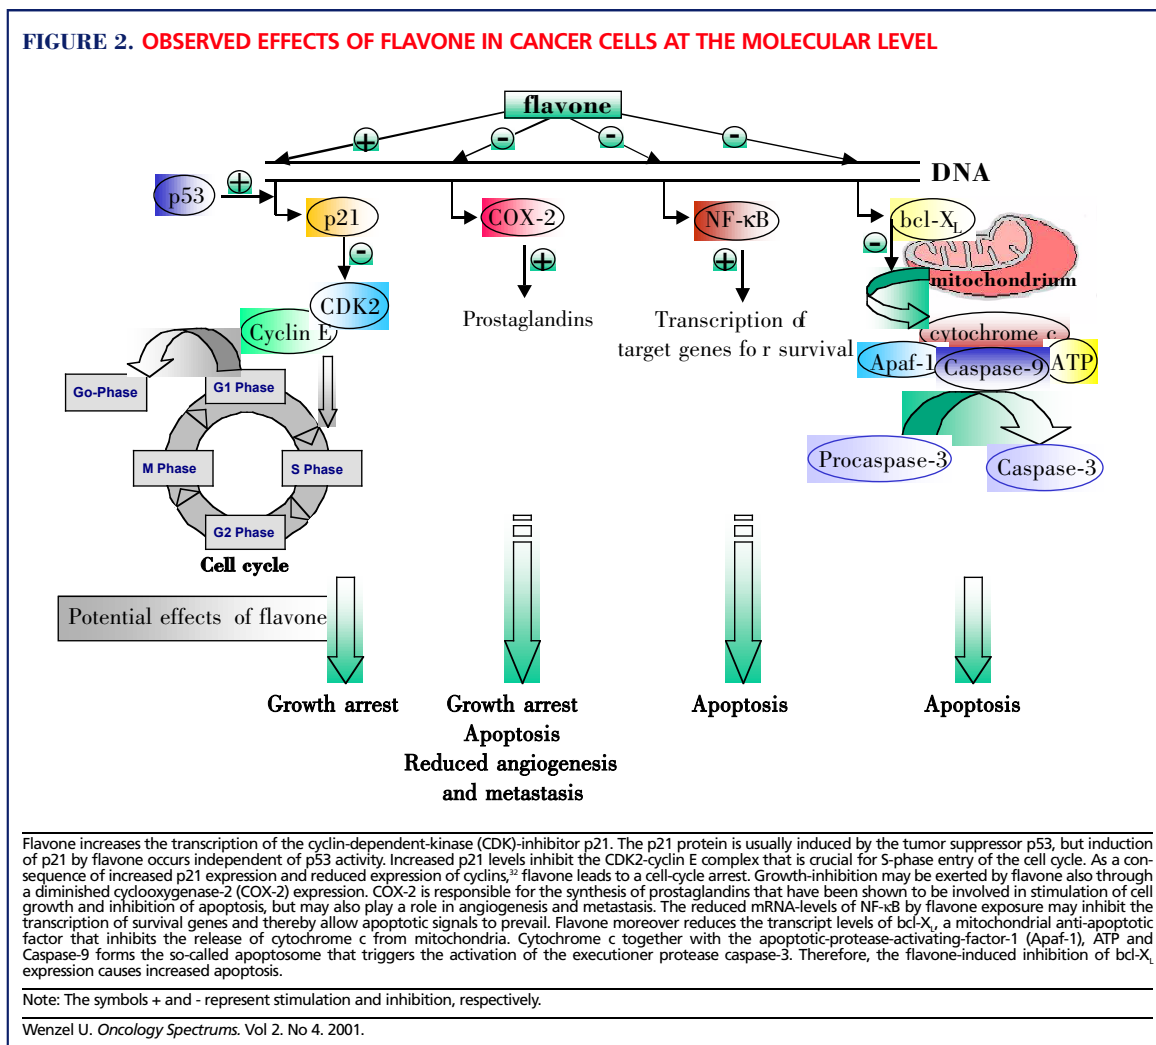 FIGURE 2. OBSERVED EFFECTS OF FLAVONE IN CANCER CELLS AT THE MOLECULAR LEVEL
flavone
+ - - -
DNA
p53
+
p21
COX-2
NF-κB
bcl-XL
-
+
+
-
mitochondrium
CDK2
Cyclin E
Prostaglandins
Transcription of
target genes fo r survival
cytochrome c
Apaf-1
Caspase-9
ATP
Go-Phase
G1 Phase
M Phase
S Phase
G2 Phase
Cell cycle
Procaspase-3
Caspase-3
Potential effects of flavone
Growth arrest
Growth arrest
Apoptosis
Reduced angiogenesis
and metastasis
Apoptosis
Apoptosis
Flavone increases the transcription of the cyclin-dependent-kinase (CDK)-inhibitor p21. The p21 protein is usually induced by the tumor suppressor p53, but induction
of p21 by flavone occurs independent of p53 activity. Increased p21 levels inhibit the CDK2-cyclin E complex that is crucial for S-phase entry of the cell cycle. As a con-
sequence of increased p21 expression and reduced expression of cyclins,32 flavone leads to a cell-cycle arrest. Growth-inhibition may be exerted by flavone also through
a diminished cyclooxygenase-2 (COX-2) expression. COX-2 is responsible for the synthesis of prostaglandins that have been shown to be involved in stimulation of cell
growth and inhibition of apoptosis, but may also play a role in angiogenesis and metastasis. The reduced mRNA-levels of NF-κB by flavone exposure may inhibit the
transcription of survival genes and thereby allow apoptotic signals to prevail. Flavone moreover reduces the transcript levels of bcl-XL, a mitochondrial anti-apoptotic
factor that inhibits the release of cytochrome c from mitochondria. Cytochrome c together with the apoptotic-protease-activating-factor-1 (Apaf-1), ATP and
Caspase-9 forms the so-called apoptosome that triggers the activation of the executioner protease caspase-3. Therefore, the flavone-induced inhibition of bcl-XL
expression causes increased apoptosis.
Note: The symbols + and - represent stimulation and inhibition, respectively.
Wenzel U. Oncology Spectrums. Vol 2. No 4. 2001.